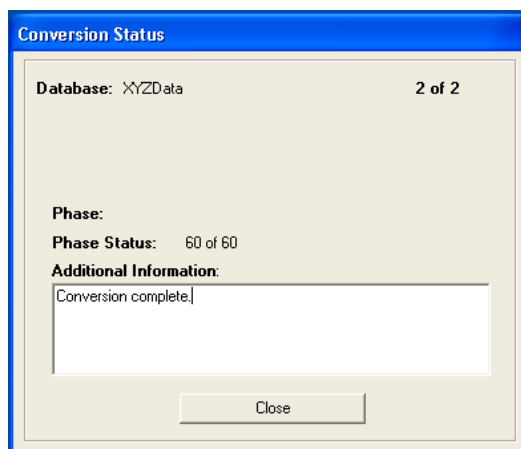 Conversion Status
Database: XYZData 2 of 2
Phase:
Phase Status: 60 of 60
Additional Information:
Conversion complete.
Close